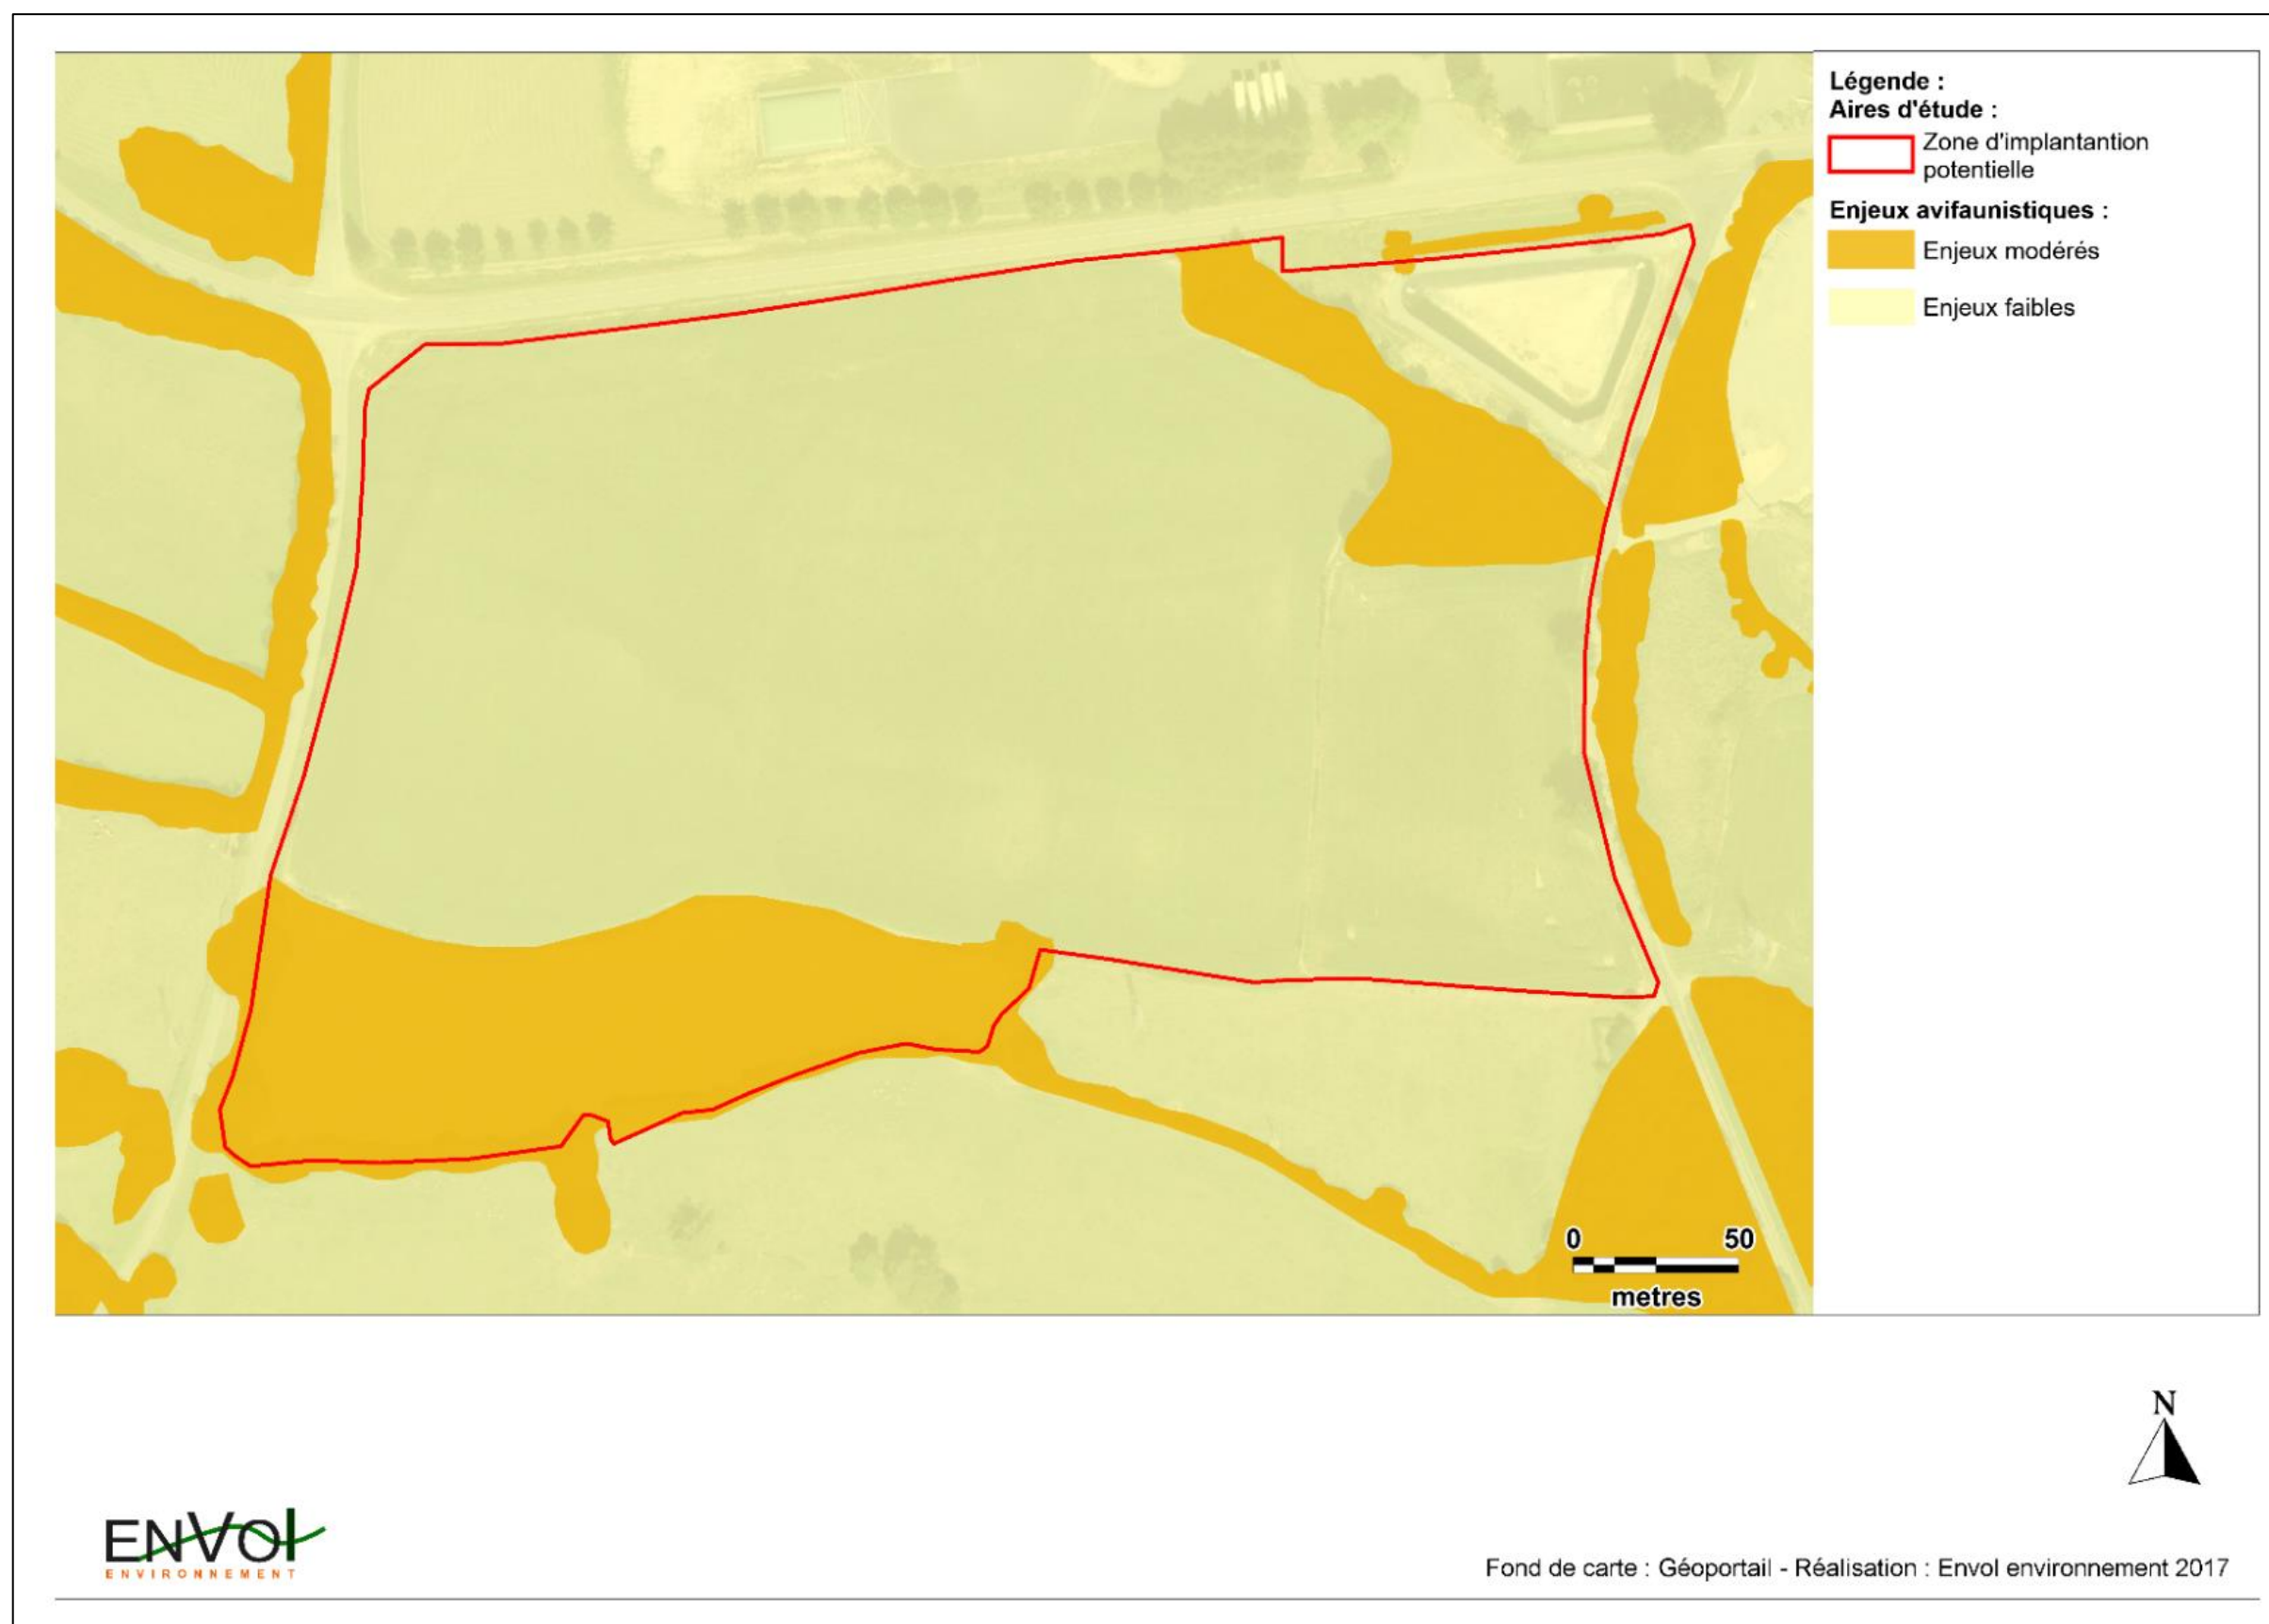 Légende :
Aires d'étude :
Zone d'implantantion
potentielle
Enjeux avifaunistiques :
Enjeux modérés
Enjeux faibles
0 50
metres
N
ENVOI
ENVIRONNEMENT
Fond de carte : Géoportail - Réalisation : Envol environnement 2017